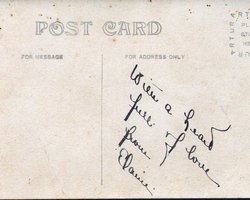 POST CARD
FOR MESSAGE
FOR ADDRESS ONLY
With a heart
full of love
from
Elaine.